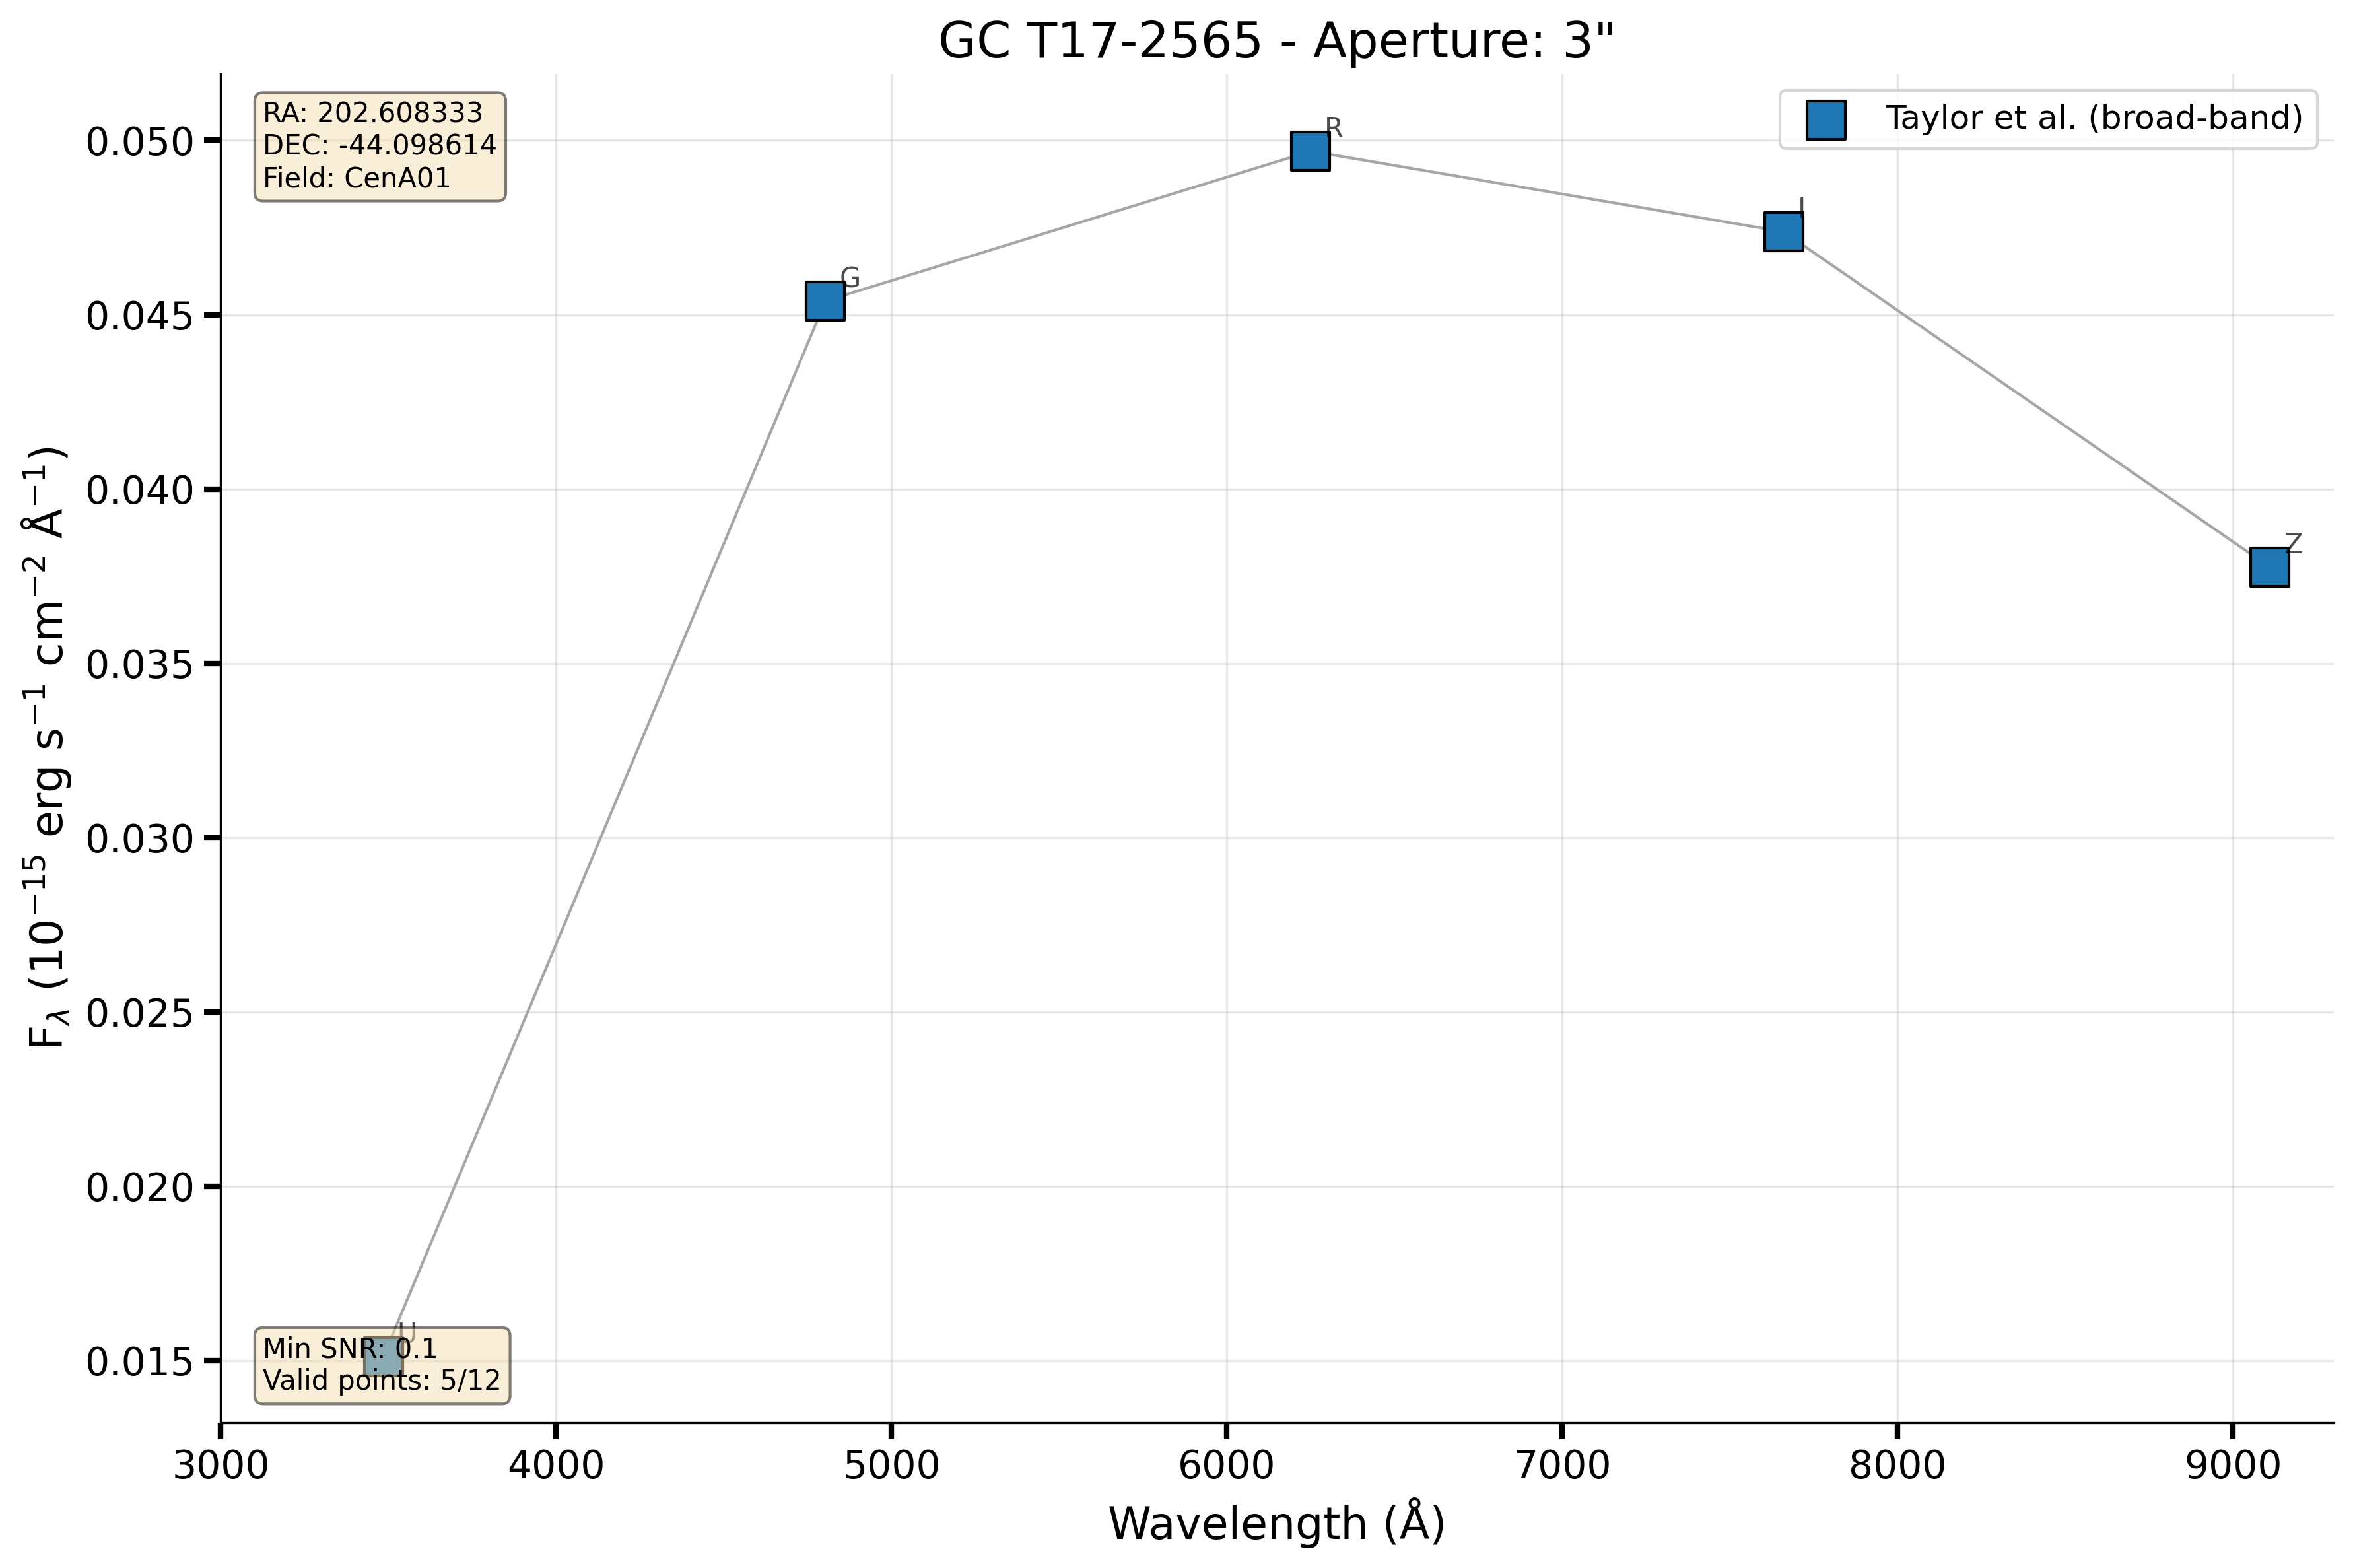 GC T17-2565 - Aperture: 3"
RA: 202.608333
DEC: -44.098614
Field: CenA01
Taylor et al. (broad-band)
R
I
G
Z
U
Min SNR: 0.1
Valid points: 5/12
0.050
0.045
0.040
0.035
0.030
0.025
0.020
0.015
F_λ (10⁻¹⁵ erg s⁻¹ cm⁻² Å⁻¹)
3000 4000 5000 6000 7000 8000 9000
Wavelength (Å)